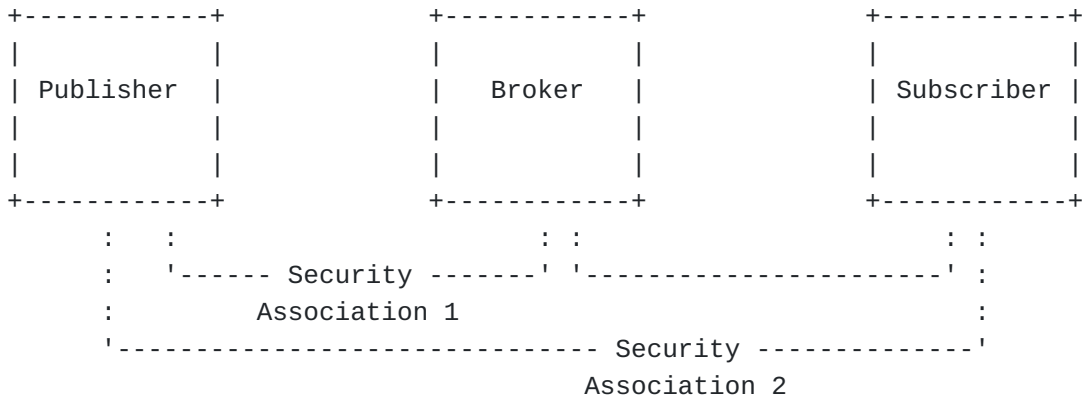 Publisher Broker Subscriber
Security
Association 1
Security
Association 2